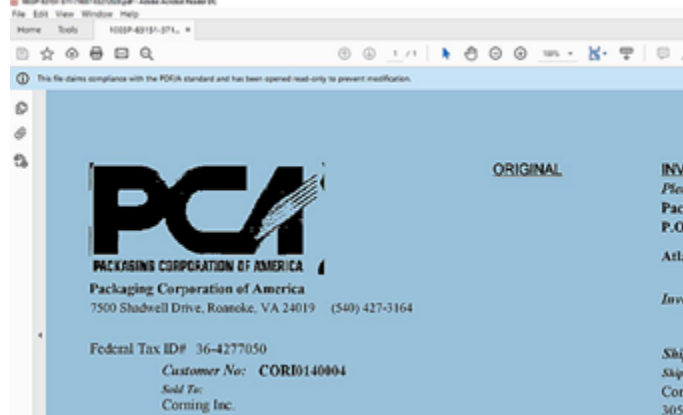 File Edit View Window Help
Home Tools
1 / 1
This file claims compliance with the PDF/A standard and has been opened read-only to prevent modification.
ORIGINAL
PCA
PACKAGING CORPORATION OF AMERICA
Packaging Corporation of America
7500 Shadwell Drive, Roanoke, VA 24019 (540) 427-3164
P.O
Federal Tax ID# 36-4277050
Customer No: CORI0140004
Sold To:
Corning Inc.
305